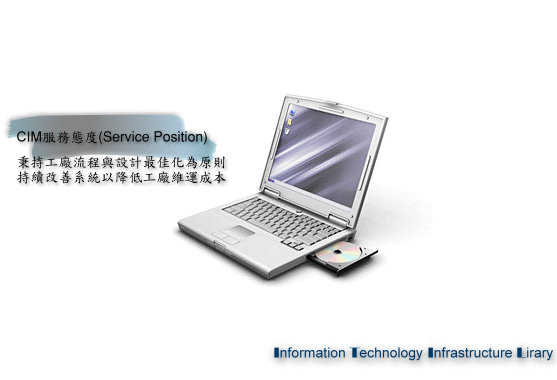 CIM服務態度(Service Position)
秉持工廠流程與設計最佳化為原則
持續改善系統以降低工廠維運成本
Information Technology Infrastructure Lirary